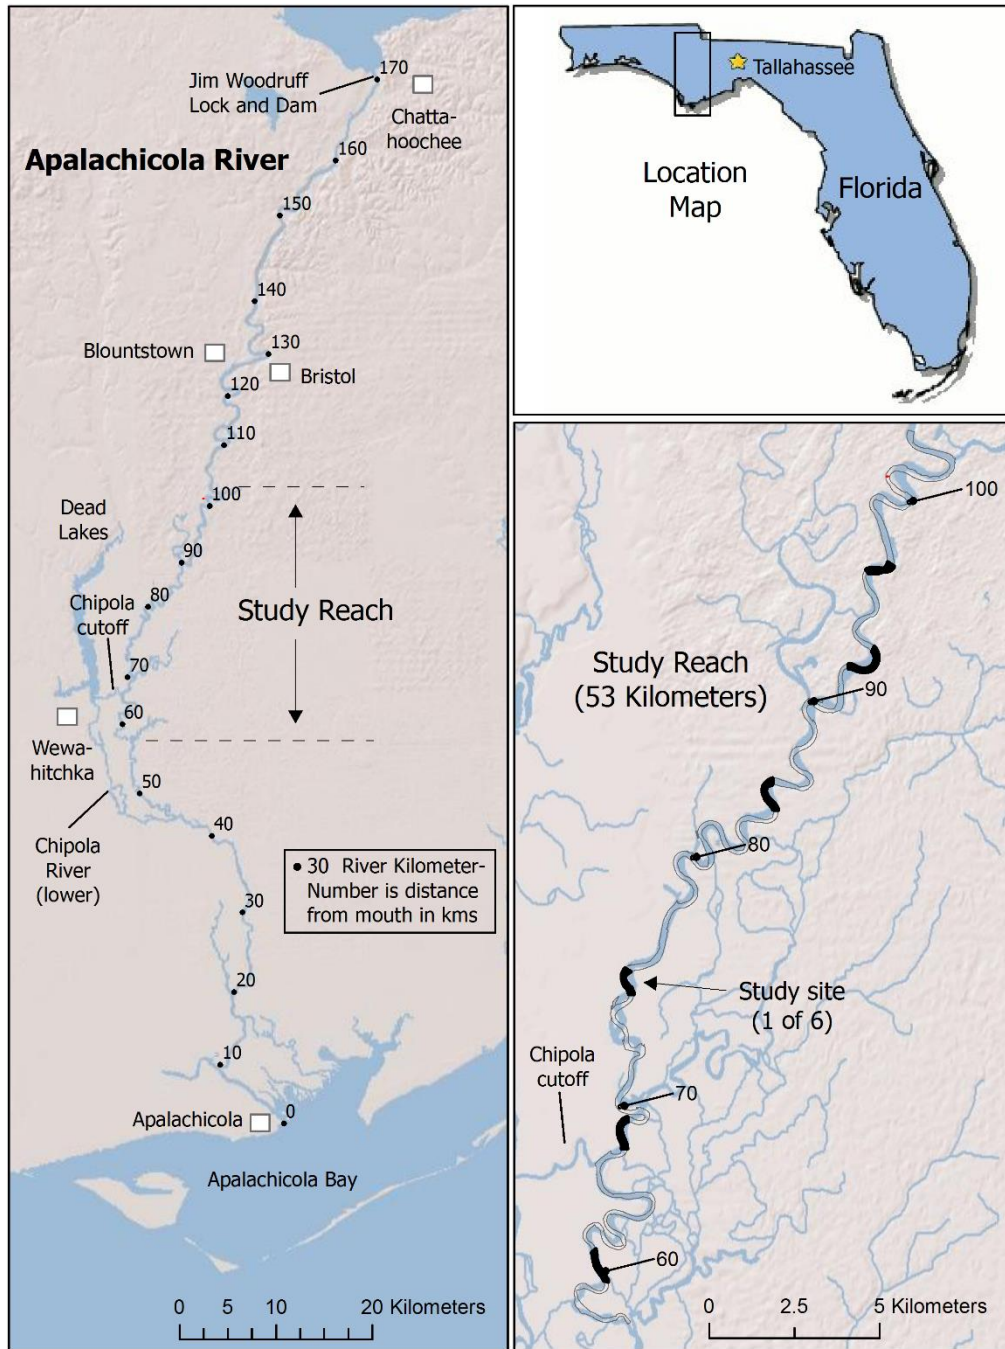 170
Jim Woodruff
Lock and Dam
Chatta-
hoochee
Apalachicola River
160
150
140
130
Blountstown
Bristol
120
110
100
Dead
Lakes
90
80
Study Reach
Chipola
cutoff
70
60
Wewa-
hitchka
50
40
Chipola
River
(lower)
30 River Kilometer-
Number is distance
from mouth in kms
30
20
10
Apalachicola
0
Apalachicola Bay
0 5 10 20 Kilometers
Tallahassee
Location
Map
Florida
100
Study Reach
(53 Kilometers)
90
80
Study site
(1 of 6)
Chipola
cutoff
70
60
0 2.5 5 Kilometers